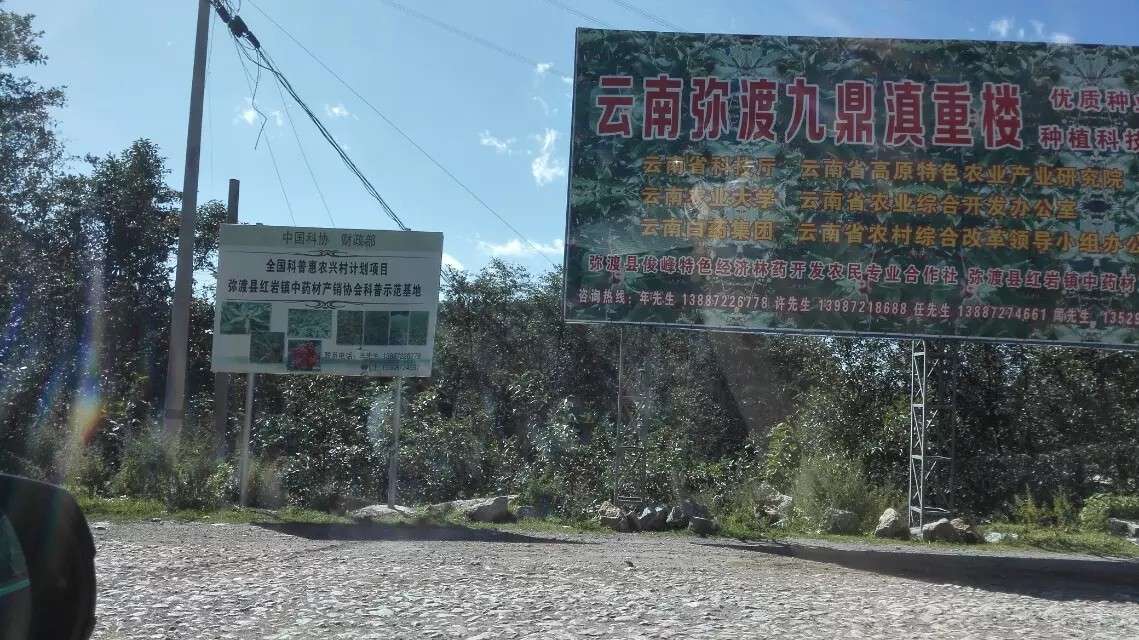 中国科协 财政部
全国科普惠农兴村计划项目
弥渡县红岩镇中药材产销协会科普示范基地
云南弥渡九鼎滇重楼
优质种
种植科技
云南省科技厅 云南省高原特色农业产业研究院
云南农业大学 云南省农业综合开发办公室
云南白药集团 云南省农村综合改革领导小组办公
弥渡县俊峰特色经济林药开发农民专业合作社 弥渡县红岩镇中药材
咨询热线：年先生 13887226778 许先生 13987218688 任先生 13887274661 周先生 13529